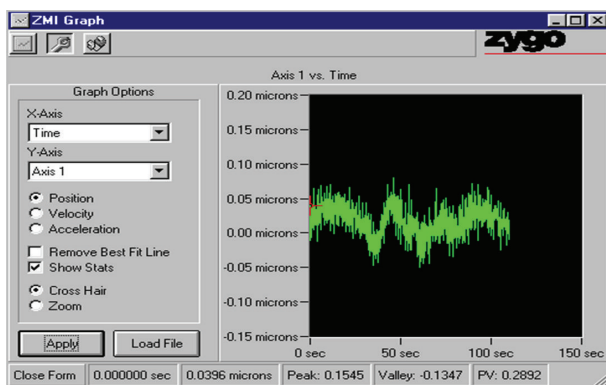 ZMI Graph
zygo
Axis 1 vs. Time
Graph Options
X-Axis
Time
Y-Axis
Axis 1
Position
Velocity
Acceleration
Remove Best Fit Line
Show Stats
Cross Hair
Zoom
Apply
Load File
0.20 microns
0.15 microns
0.10 microns
0.05 microns
0.00 microns
-0.05 microns
-0.10 microns
-0.15 microns
0 sec
50 sec
100 sec
150 sec
Close Form
0.000000 sec
0.0396 microns
Peak: 0.1545
Valley: -0.1347
PV: 0.2892